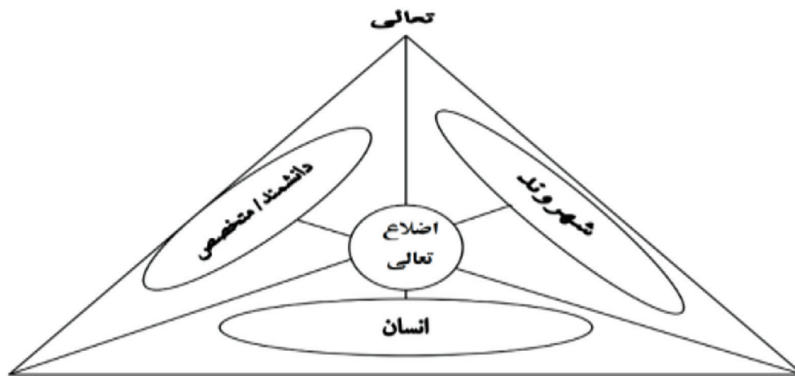 تعالی
شهروند
دانشمند/ متخصص
اضلاع
تعالی
انسان